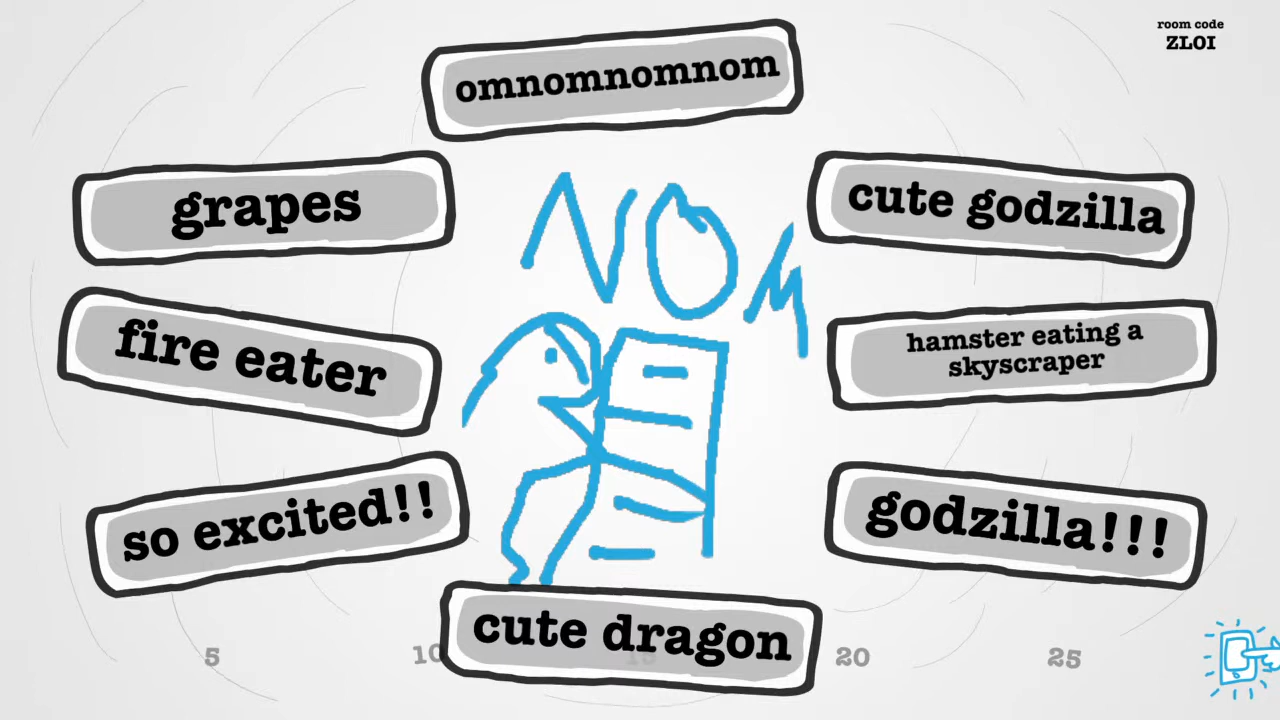 room code
ZLOI
omnomnomnom
grapes
cute godzilla
NOM
fire eater
hamster eating a
skyscraper
so excited!!
godzilla!!!
cute dragon
5
10
15
20
25